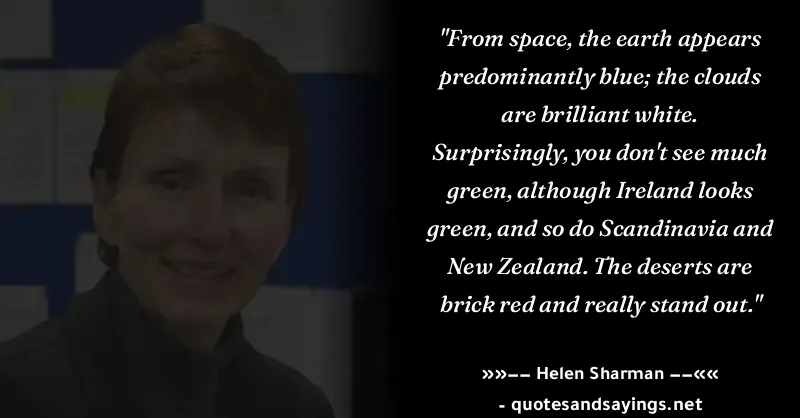 "From space, the earth appears
predominantly blue; the clouds
are brilliant white.
Surprisingly, you don't see much
green, although Ireland looks
green, and so do Scandinavia and
New Zealand. The deserts are
brick red and really stand out."
»»–– Helen Sharman ––««
- quotesandsayings.net